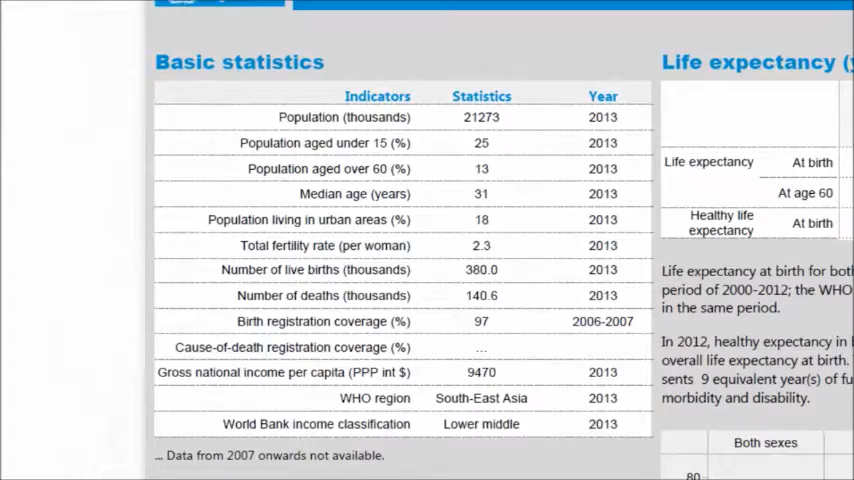 Basic statistics
Indicators Statistics Year
Population (thousands) 21273 2013
Population aged under 15 (%) 25 2013
Population aged over 60 (%) 13 2013
Median age (years) 31 2013
Population living in urban areas (%) 18 2013
Total fertility rate (per woman) 2.3 2013
Number of live births (thousands) 380.0 2013
Number of deaths (thousands) 140.6 2013
Birth registration coverage (%) 97 2006-2007
Cause-of-death registration coverage (%) ...
Gross national income per capita (PPP int $) 9470 2013
WHO region South-East Asia 2013
World Bank income classification Lower middle 2013
... Data from 2007 onwards not available.
Life expectancy (
Life expectancy At birth
At age 60
Healthy life
expectancy At birth
Life expectancy at birth for both
period of 2000-2012; the WHO
in the same period.
In 2012, healthy expectancy in
overall life expectancy at birth.
sents 9 equivalent year(s) of
morbidity and disability.
Both sexes
80